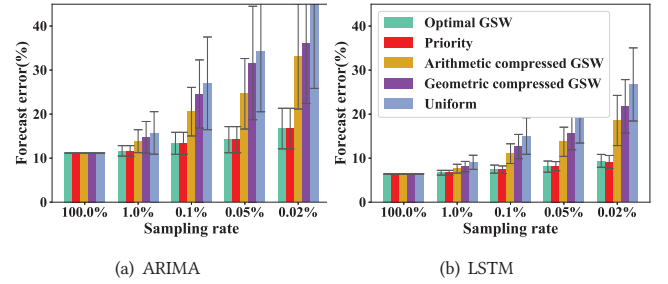 Forecast error(%)
40
30
20
10
0
100.0% 1.0% 0.1% 0.05% 0.02%
Sampling rate
(a) ARIMA
Forecast error(%)
40
30
20
10
0
Optimal GSW
Priority
Arithmetic compressed GSW
Geometric compressed GSW
Uniform
100.0% 1.0% 0.1% 0.05% 0.02%
Sampling rate
(b) LSTM